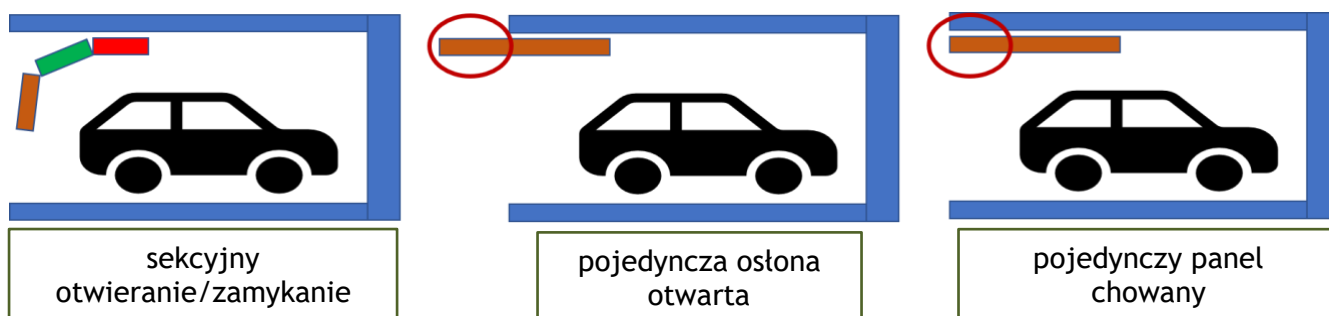 sekcyjny
otwieranie/zamykanie
pojedyncza osłona
otwarta
pojedynczy panel
chowany